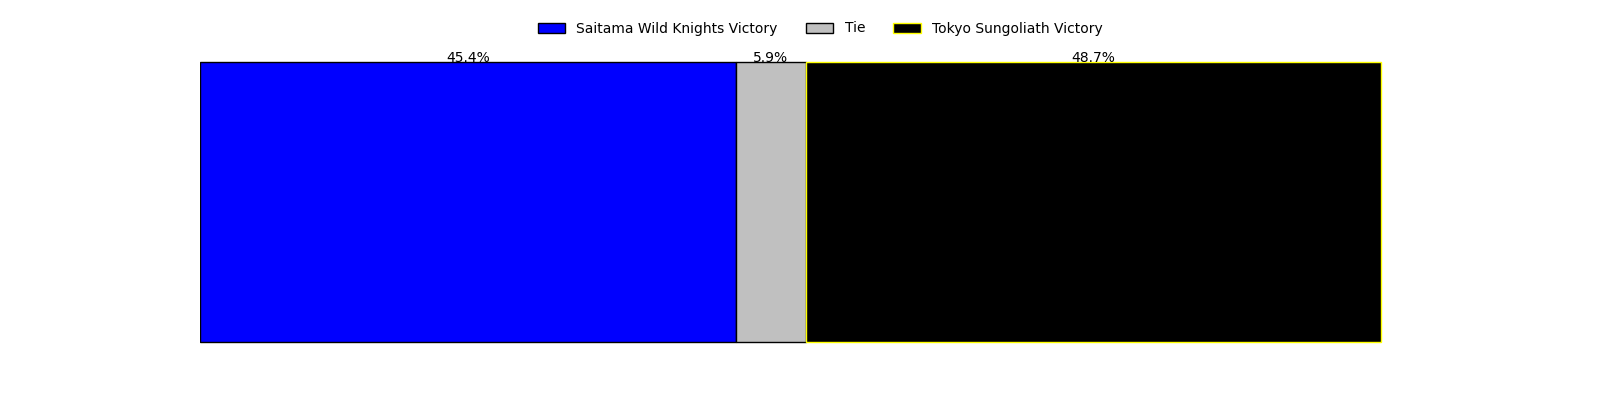 Saitama Wild Knights Victory Tie Tokyo Sungoliath Victory
45.4% 5.9% 48.7%